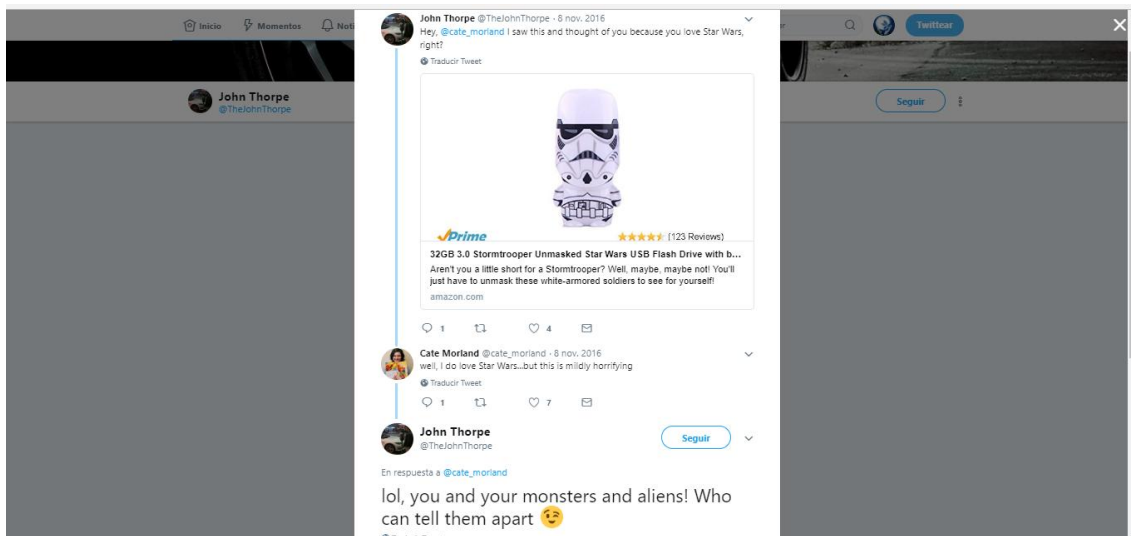 Inicio Momentos Noti Twittear
John Thorpe
@TheJohnThorpe
Seguir
John Thorpe @TheJohnThorpe · 8 nov. 2016
Hey, @cate_morland I saw this and thought of you because you love Star Wars,
right?
Traducir Tweet
Prime (123 Reviews)
32GB 3.0 Stormtrooper Unmasked Star Wars USB Flash Drive with b...
Aren't you a little short for a Stormtrooper? Well, maybe, maybe not! You'll
just have to unmask these white-armored soldiers to see for yourself!
amazon.com
1 4
Cate Morland @cate_morland · 8 nov. 2016
well, I do love Star Wars...but this is mildly horrifying
Traducir Tweet
1 7
John Thorpe
@TheJohnThorpe
Seguir
En respuesta a @cate_morland
lol, you and your monsters and aliens! Who
can tell them apart 😉